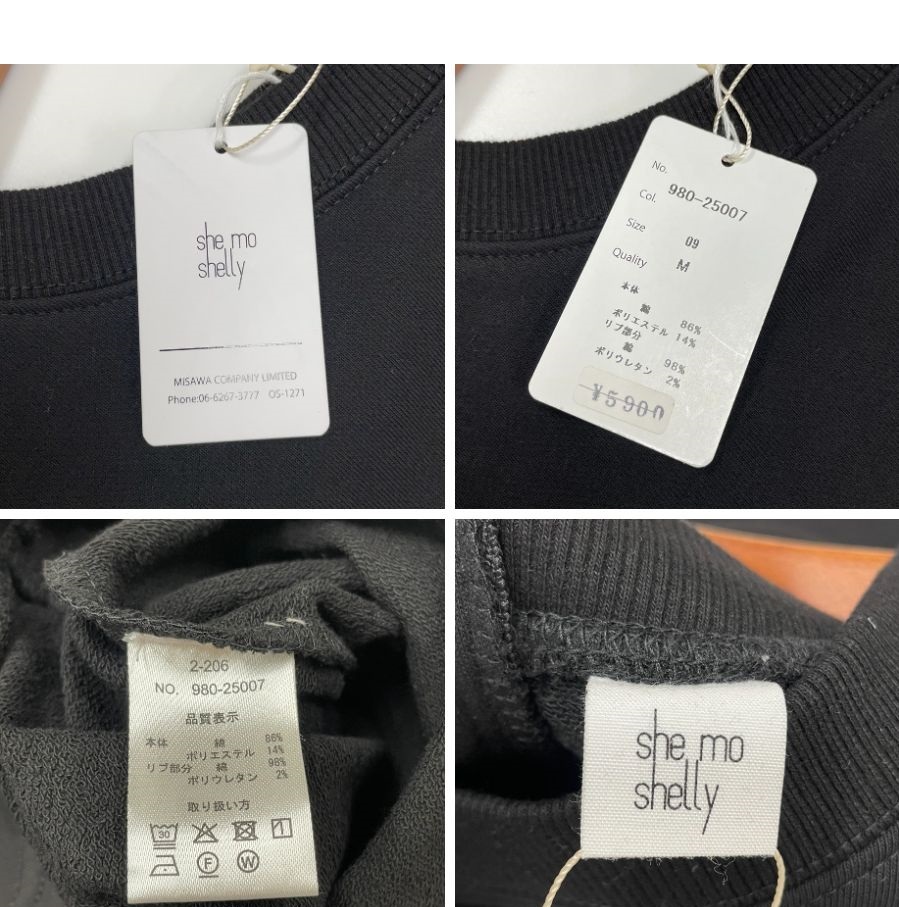 she mo
shelly
MISAWA COMPANY LIMITED
Phone:06-6267-3777 OS-1271
No.
980-25007
Col.
09
Size
M
Quality
本体
綿 86%
ポリエステル 14%
リブ部分
綿 98%
ポリウレタン 2%
¥5900
2-206
NO. 980-25007
品質表示
本体 綿 86%
ポリエステル 14%
リブ部分 綿 98%
ポリウレタン 2%
取り扱い方
30
F W
she mo
shelly